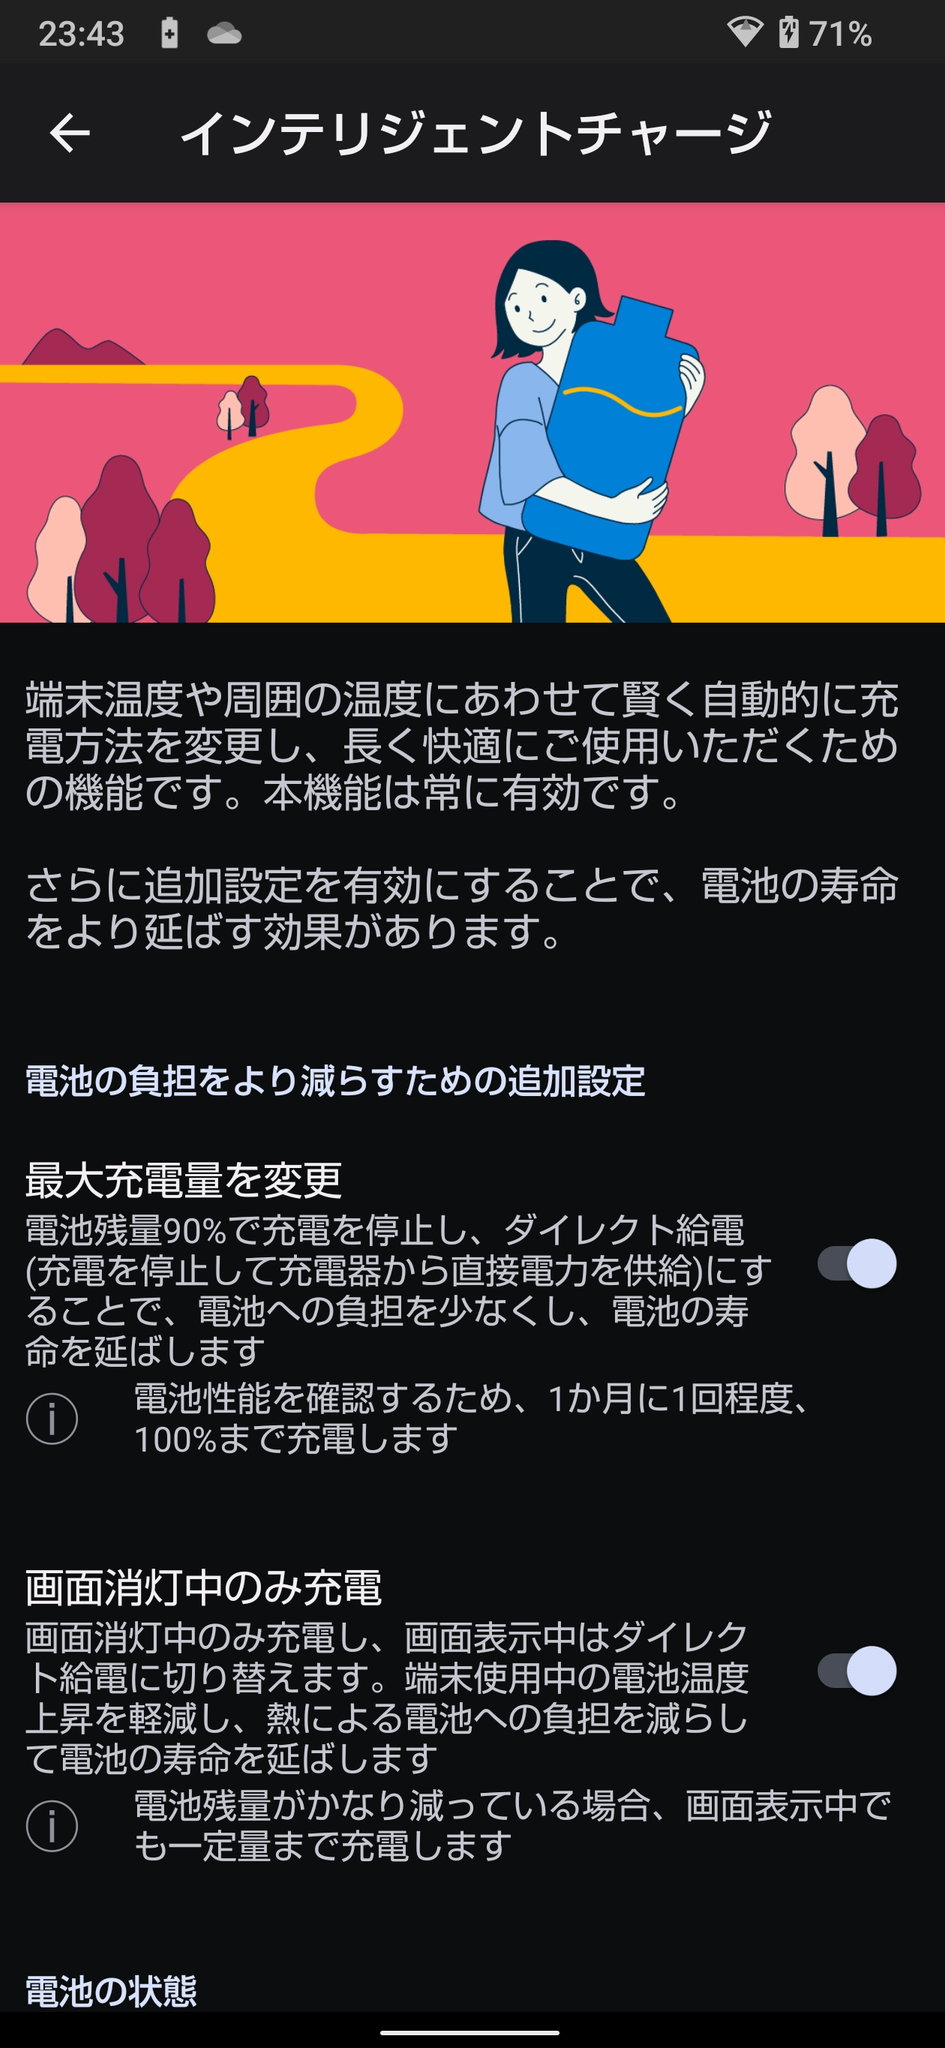 23:43 71%
インテリジェントチャージ
端末温度や周囲の温度にあわせて賢く自動的に充
電方法を変更し、長く快適にご使用いただくため
の機能です。本機能は常に有効です。
さらに追加設定を有効にすることで、電池の寿命
をより延ばす効果があります。
電池の負担をより減らすための追加設定
最大充電量を変更
電池残量90%で充電を停止し、ダイレクト給電
(充電を停止して充電器から直接電力を供給)にす
ることで、電池への負担を少なくし、電池の寿
命を延ばします
電池性能を確認するため、1か月に1回程度、
100%まで充電します
画面消灯中のみ充電
画面消灯中のみ充電し、画面表示中はダイレク
ト給電に切り替えます。端末使用中の電池温度
上昇を軽減し、熱による電池への負担を減らし
て電池の寿命を延ばします
電池残量がかなり減っている場合、画面表示中で
も一定量まで充電します
電池の状態